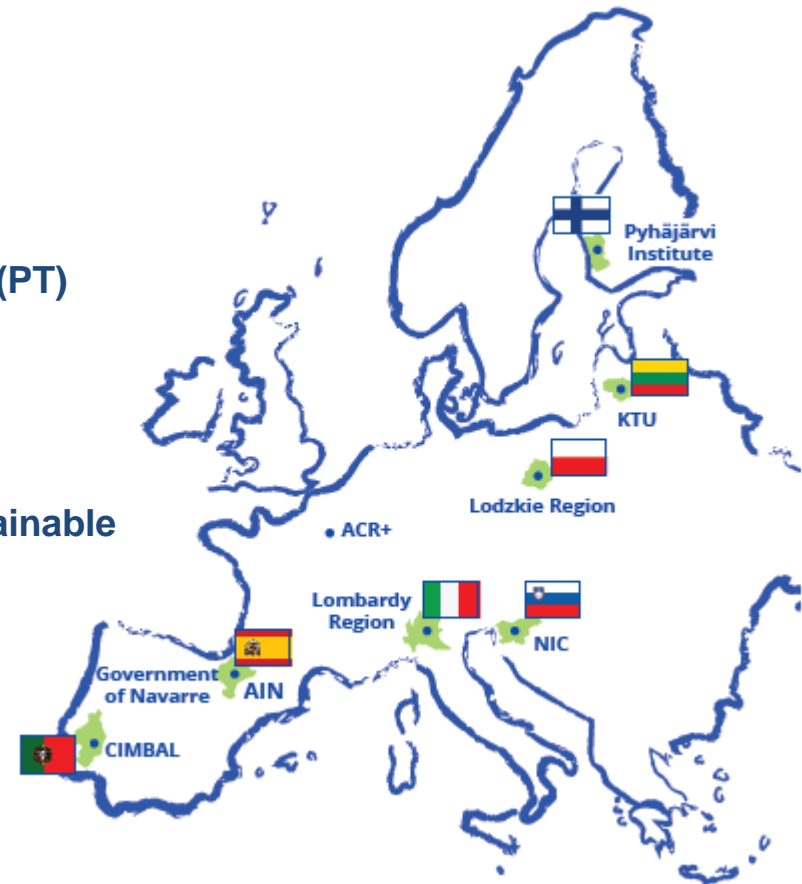 Pyhäjärvi
Institute
(PT)
KTU
Lodzkie Region
ainable
ACR+
Lombardy
Region
NIC
Government
of Navarre
AIN
CIMBAL